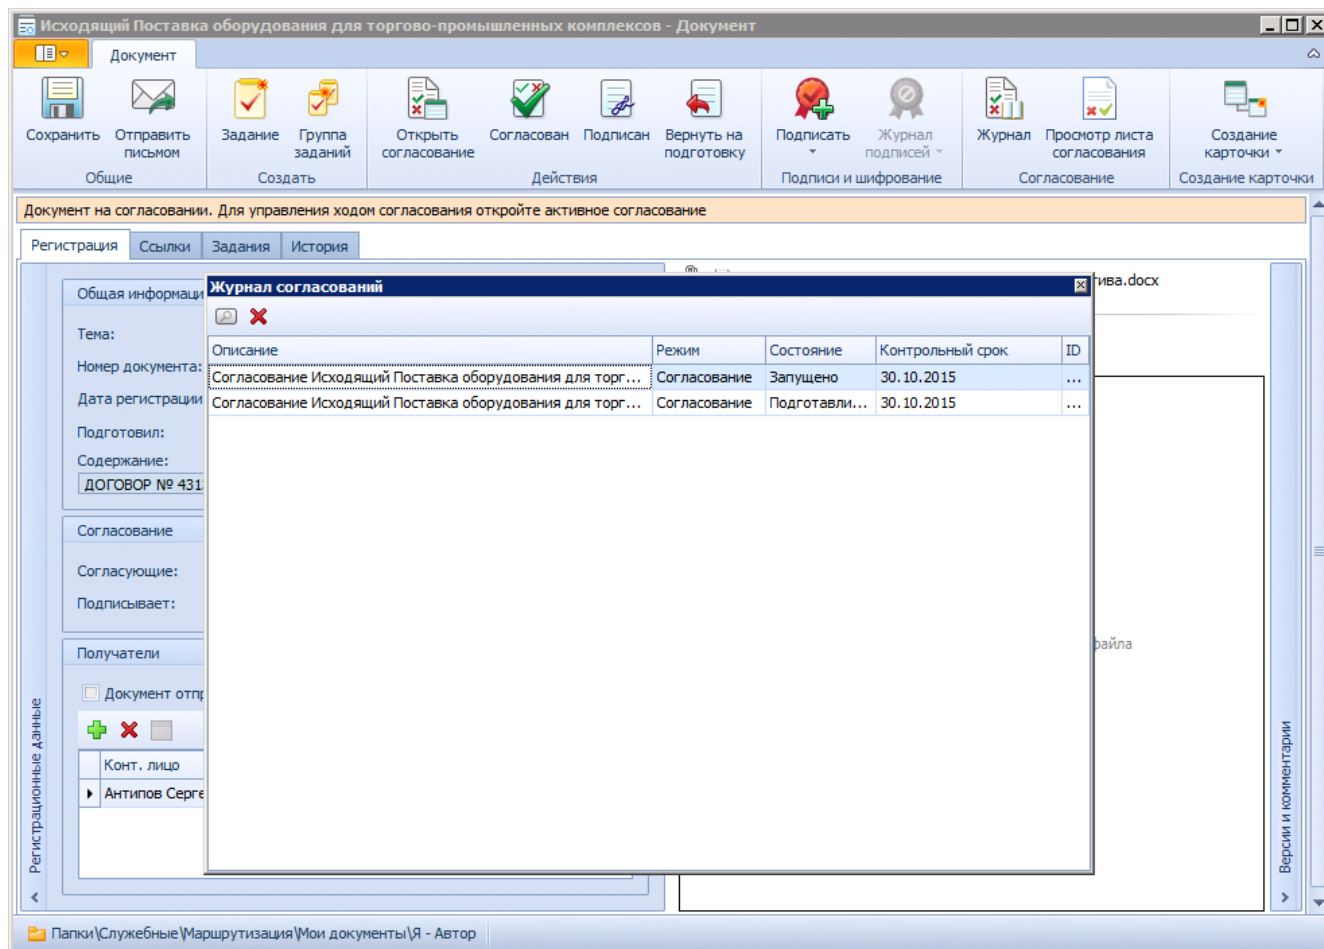 Исходящий Поставка оборудования для торгово-промышленных комплексов - Документ
Документ
Сохранить
Отправить письмом
Задание
Группа заданий
Открыть согласование
Согласован
Подписан
Вернуть на подготовку
Подписать
Журнал подписей
Журнал
Просмотр листа согласования
Создание карточки
Общие
Создать
Действия
Подписи и шифрование
Согласование
Создание карточки
Документ на согласовании. Для управления ходом согласования откройте активное согласование
Регистрация Ссылки Задания История
Общая информаци
Тема:
Номер документа:
Дата регистрации
Подготовил:
Содержание:
ДОГОВОР № 431
Согласование
Согласующие:
Подписывает:
Получатели
Документ отпр
Конт. лицо
Антипов Серге
Регистрационные данные
Журнал согласований
Описание Режим Состояние Контрольный срок ID
Согласование Исходящий Поставка оборудования для торг... Согласование Запущено 30.10.2015 ...
Согласование Исходящий Поставка оборудования для торг... Согласование Подготавли... 30.10.2015 ...
тива.docx
файла
Версии и комментарии
Папки\Служебные\Маршрутизация\Мои документы\Я - Автор